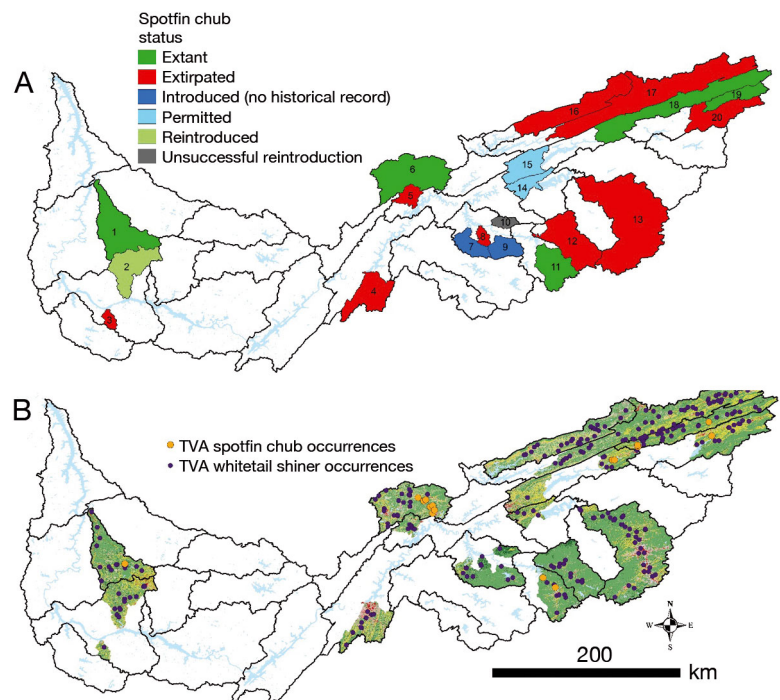 Spotfin chub
status
Extant
Extirpated
Introduced (no historical record)
Permitted
Reintroduced
Unsuccessful reintroduction
A
17
16
18
19
20
15
14
6
5
13
12
10
8
7
9
11
1
2
3
4
B
TVA spotfin chub occurrences
TVA whitetail shiner occurrences
N
W E
S
200
km